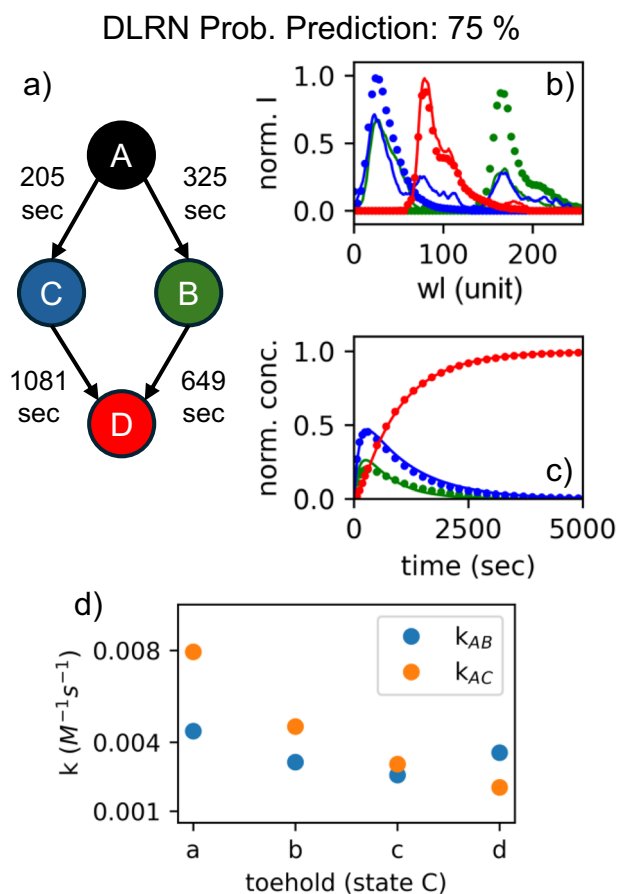 DLRN Prob. Prediction: 75 %
a)
A
205
sec
325
sec
C
B
1081
sec
649
sec
D
b)
norm. I
1.0
0.5
0.0
0
100
200
wl (unit)
c)
norm. conc.
1.0
0.5
0.0
0
2500
5000
time (sec)
d)
k (M⁻¹s⁻¹)
0.008
0.004
0.001
k_AB
k_AC
a
b
c
d
toehold (state C)